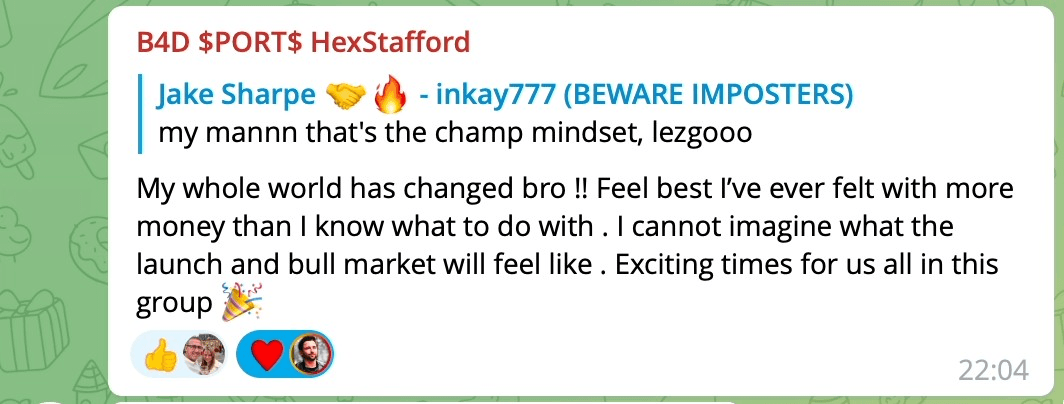 B4D $PORT$ HexStafford
Jake Sharpe 🤝🔥 - inkay777 (BEWARE IMPOSTERS)
my mannn that's the champ mindset, lezgooo
My whole world has changed bro !! Feel best I’ve ever felt with more
money than I know what to do with . I cannot imagine what the
launch and bull market will feel like . Exciting times for us all in this
group 🎉
22:04